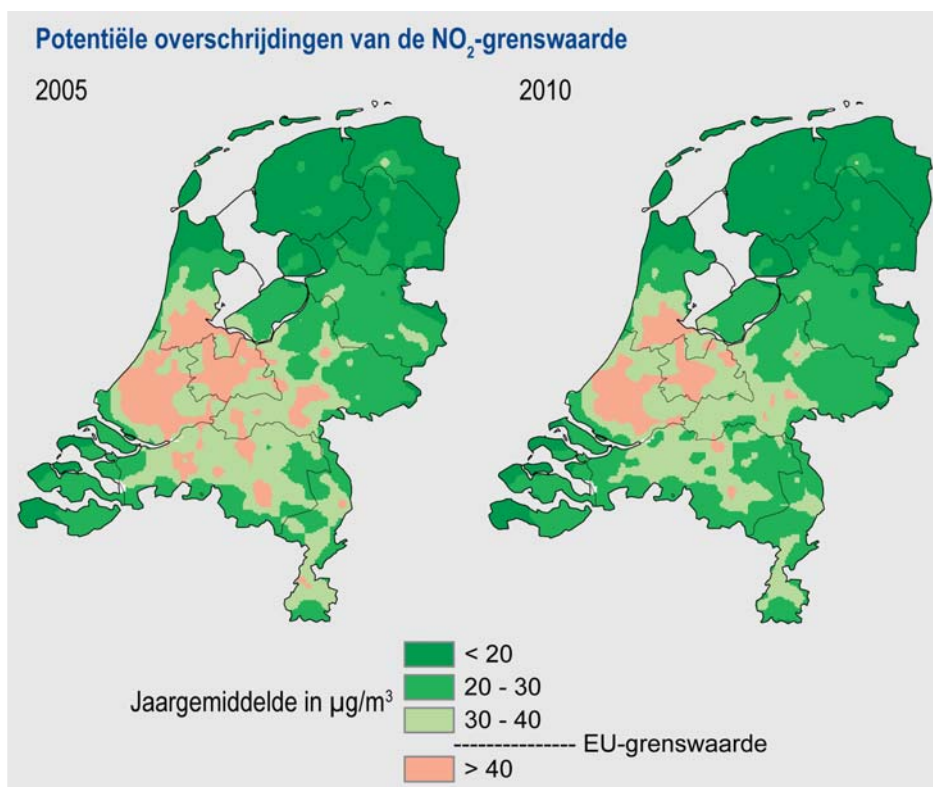 Potentiële overschrijdingen van de NO₂-grenswaarde
2005
2010
Jaargemiddelde in µg/m³
< 20
20 - 30
30 - 40
EU-grenswaarde
> 40